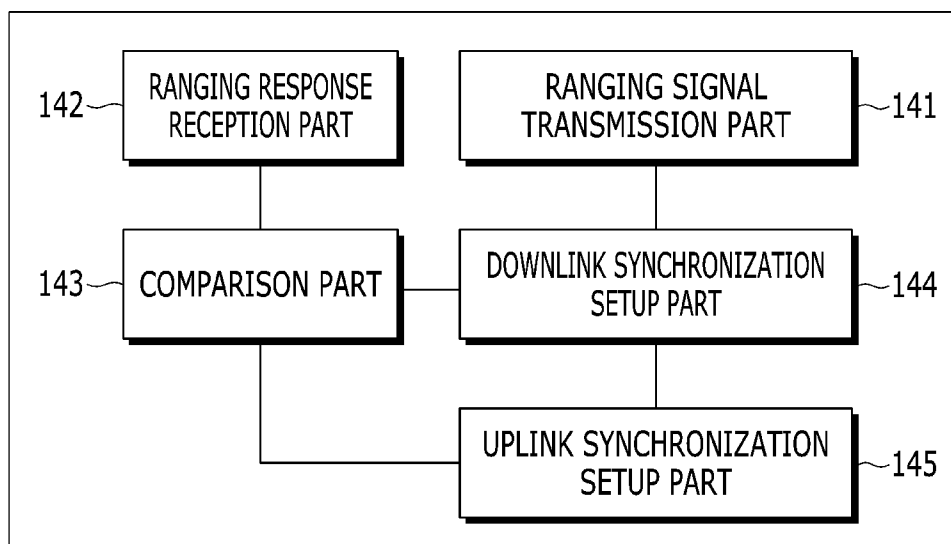 142
RANGING RESPONSE
RECEPTION PART
RANGING SIGNAL
TRANSMISSION PART
141
143
COMPARISON PART
DOWNLINK SYNCHRONIZATION
SETUP PART
144
UPLINK SYNCHRONIZATION
SETUP PART
145